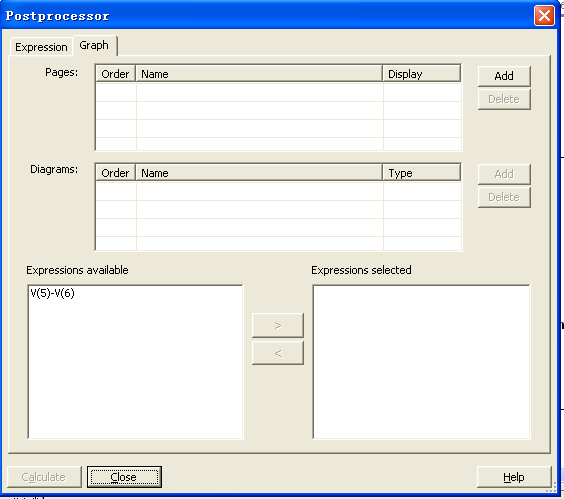 Postprocessor
Expression Graph
Pages: Order Name Display Add
Delete
Diagrams: Order Name Type Add
Delete
Expressions available Expressions selected
V(5)-V(6)
>
<
Calculate Close Help